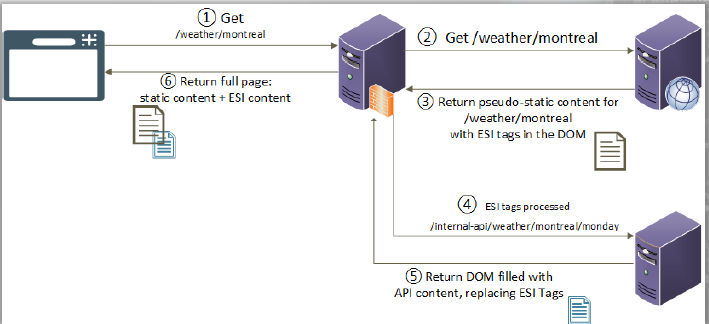 ① Get
/weather/montreal
② Get /weather/montreal
⑥ Return full page:
static content + ESI content
③ Return pseudo-static content for
/weather/montreal
with ESI tags in the DOM
④ ESI tags processed
/internal-api/weather/montreal/monday
⑤ Return DOM filled with
API content, replacing ESI Tags